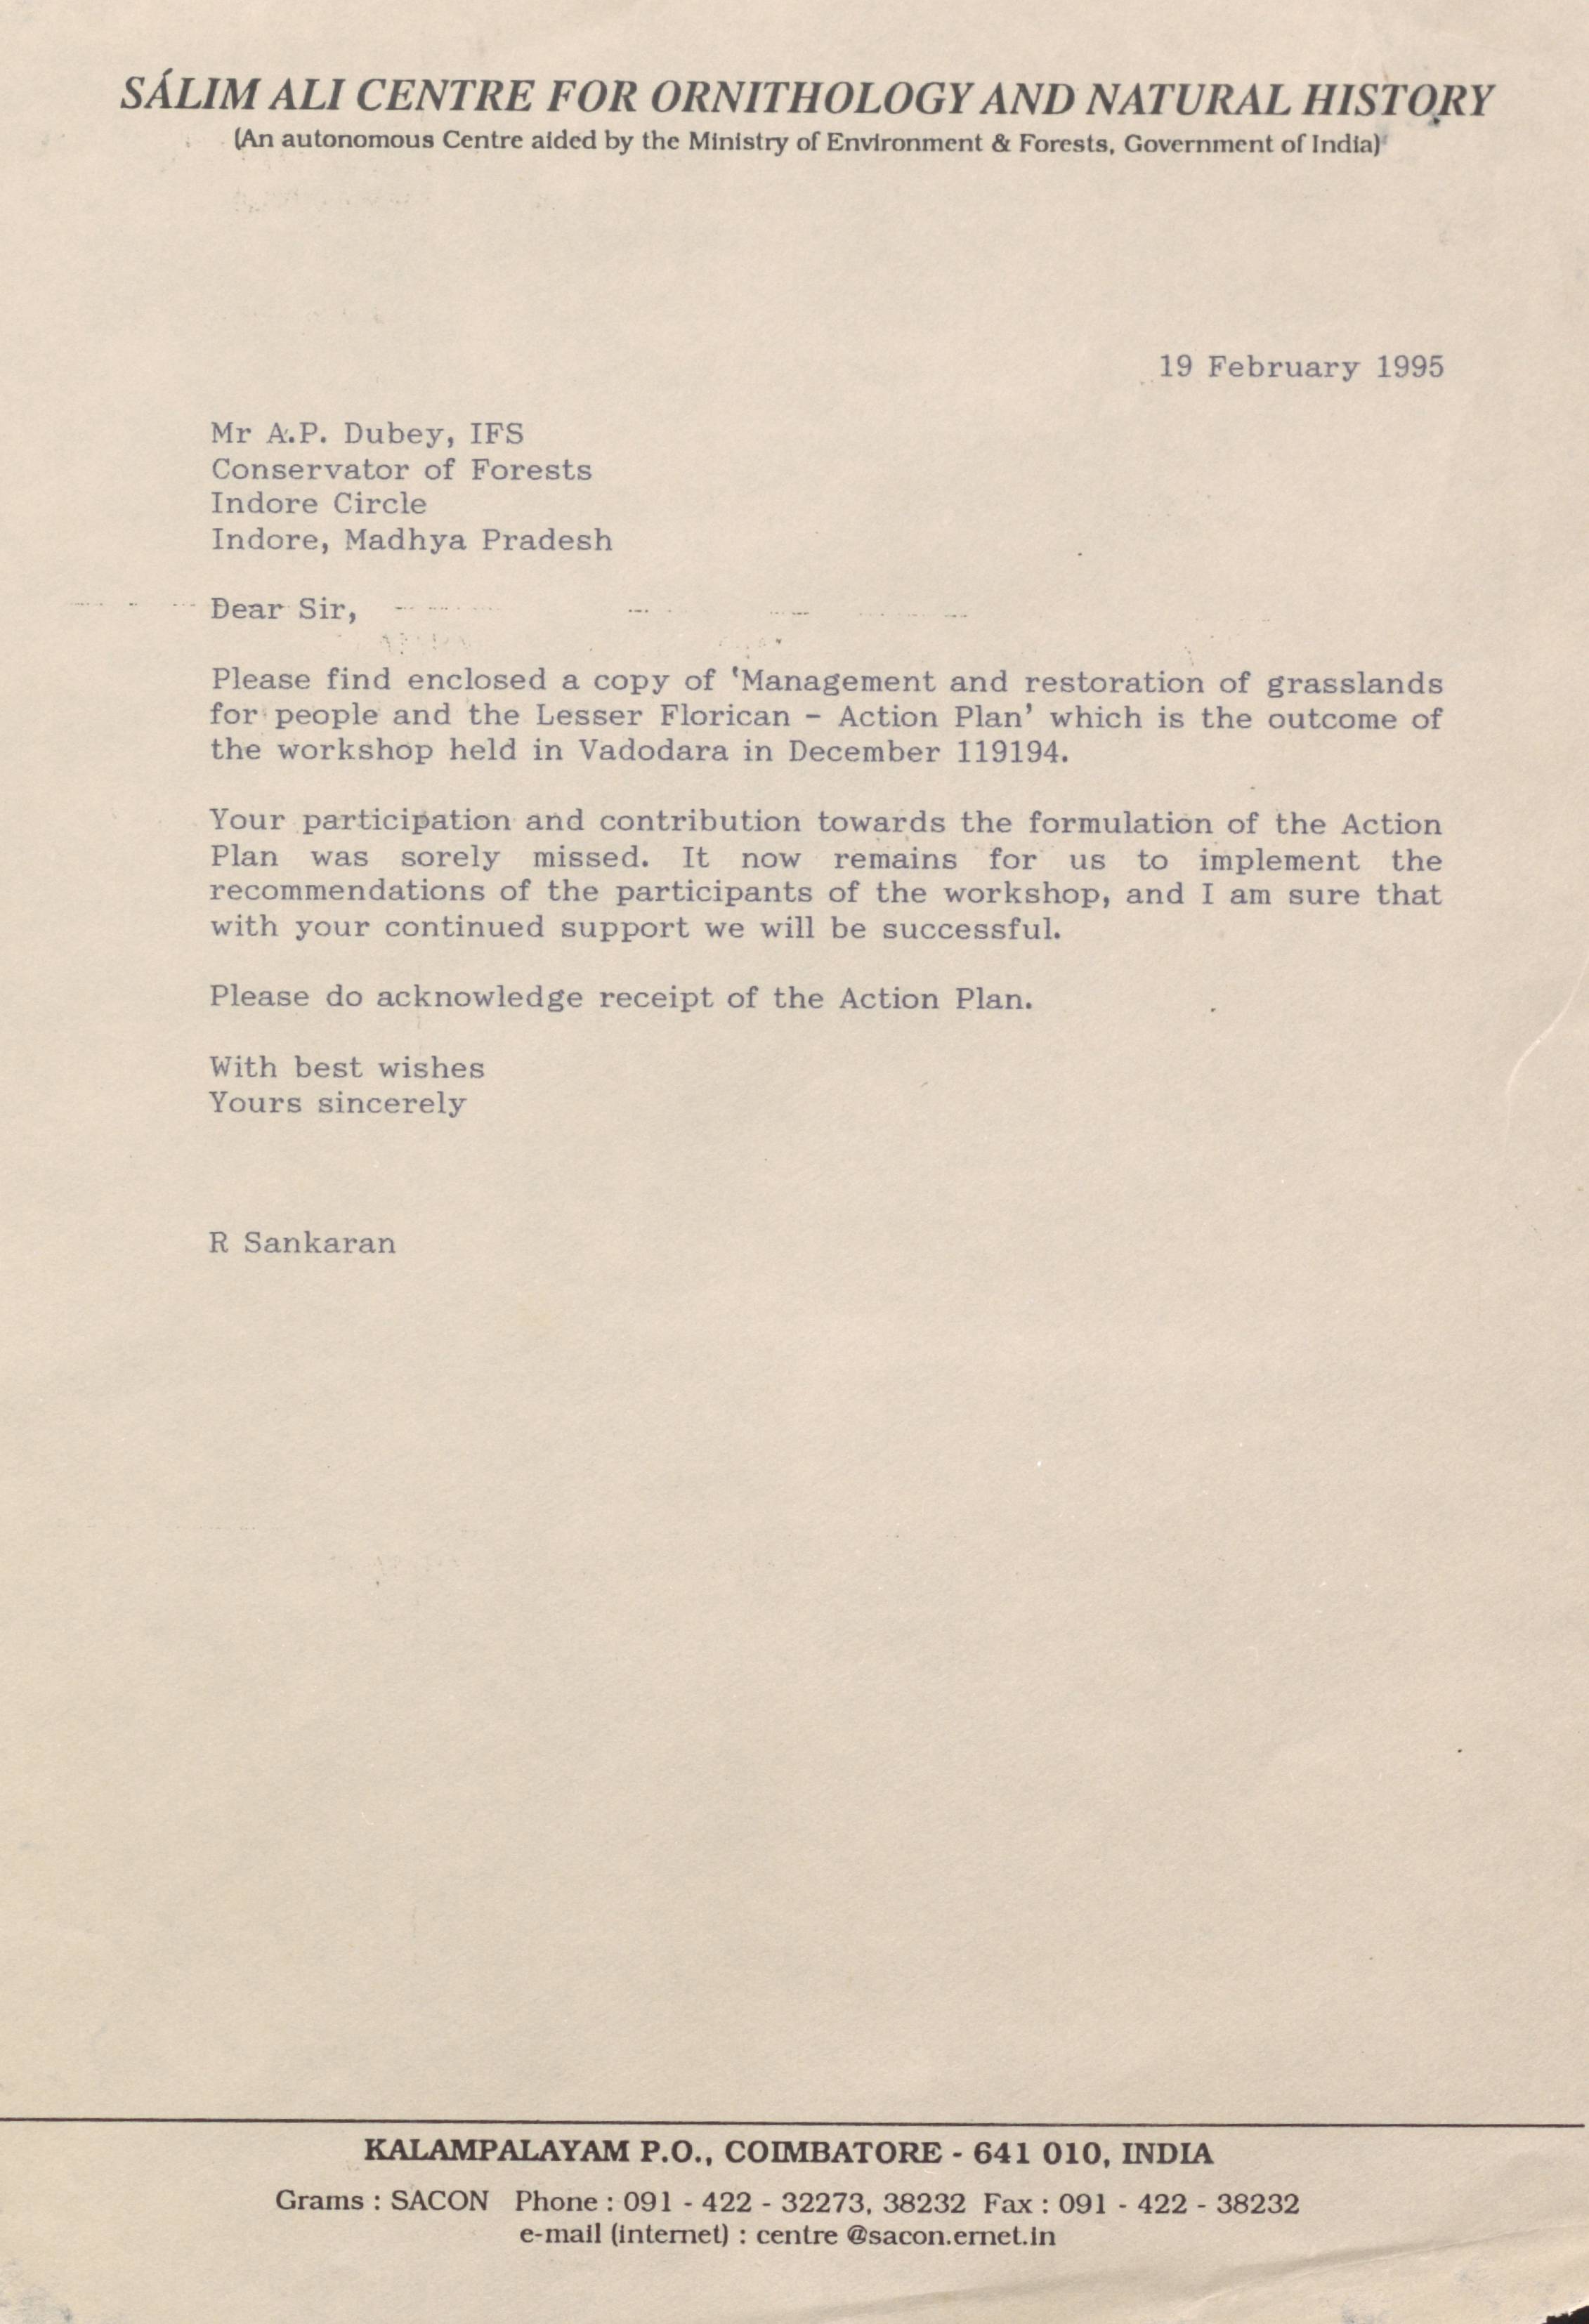 SÁLIM ALI CENTRE FOR ORNITHOLOGY AND NATURAL HISTORY
(An autonomous Centre aided by the Ministry of Environment & Forests, Government of India)
19 February 1995
Mr A.P. Dubey, IFS
Conservator of Forests
Indore Circle
Indore, Madhya Pradesh
Dear Sir,
Please find enclosed a copy of 'Management and restoration of grasslands
for people and the Lesser Florican - Action Plan' which is the outcome of
the workshop held in Vadodara in December 119194.
Your participation and contribution towards the formulation of the Action
Plan was sorely missed. It now remains for us to implement the
recommendations of the participants of the workshop, and I am sure that
with your continued support we will be successful.
Please do acknowledge receipt of the Action Plan.
With best wishes
Yours sincerely
R Sankaran
KALAMPALAYAM P.O., COIMBATORE - 641 010, INDIA
Grams : SACON Phone : 091 - 422 - 32273, 38232 Fax : 091 - 422 - 38232
e-mail (internet) : centre @sacon.ernet.in